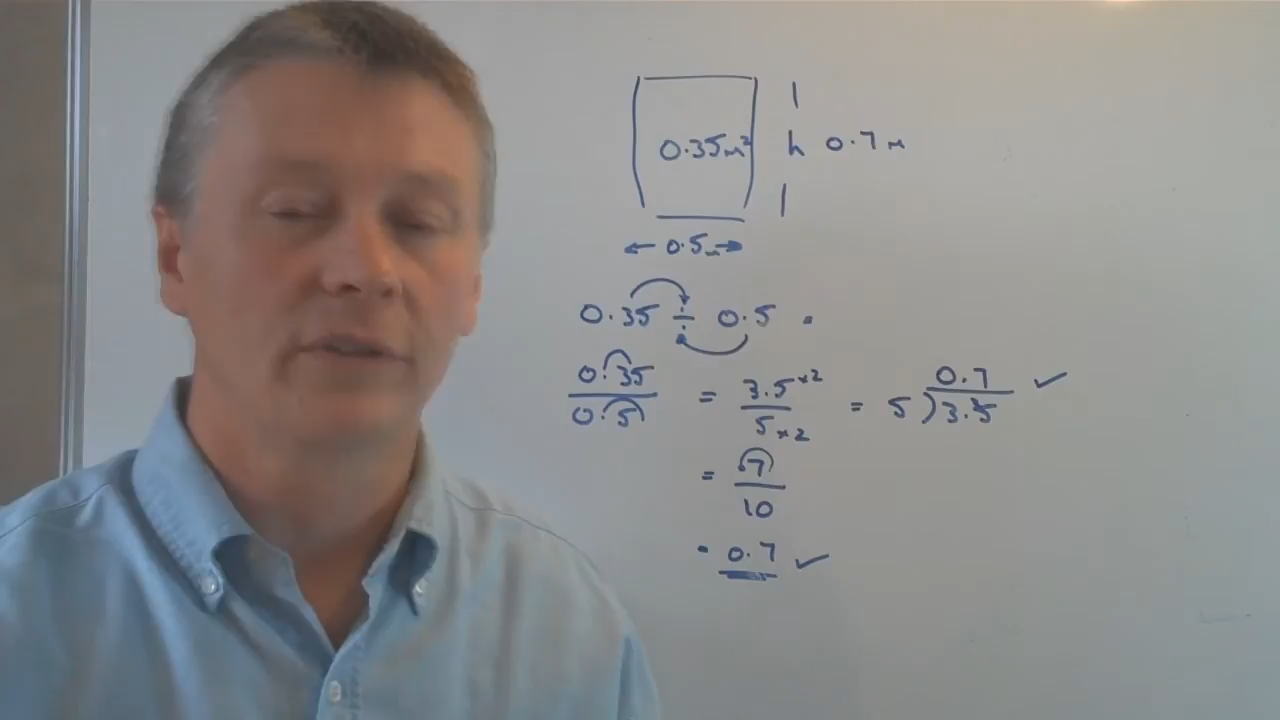 0.35m² h 0.7m
0.5m
0.35 ÷ 0.5
0.35/0.5 = 3.5×2/5×2 = 5)3.5 0.7 ✓
= 7/10
= 0.7 ✓